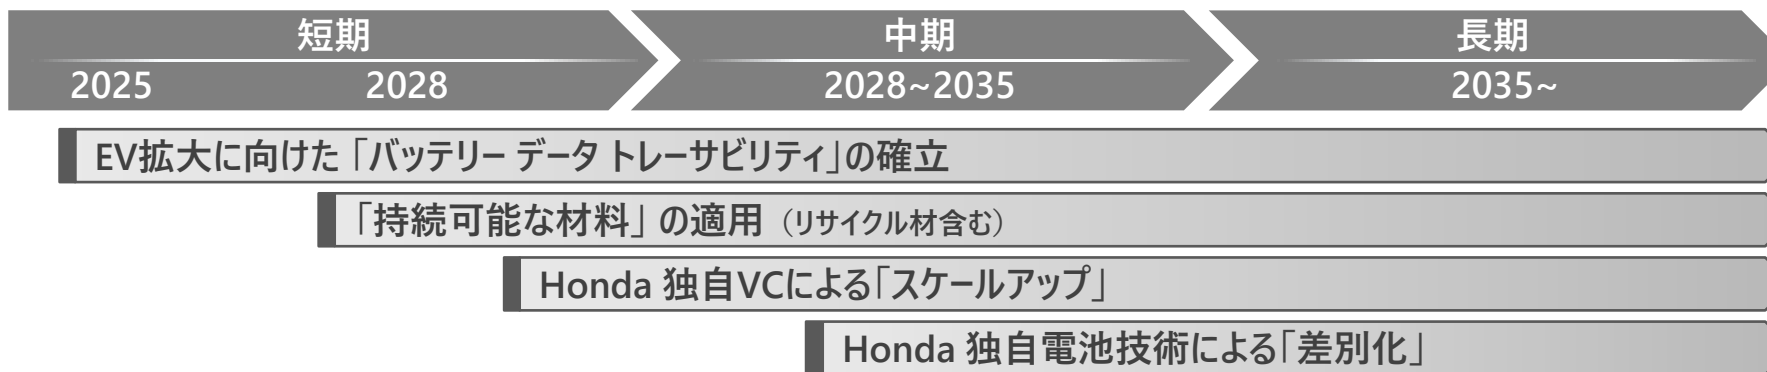 短期
中期
長期
2025
2028
2028~2035
2035~
EV拡大に向けた「バッテリー データ トレーサビリティ」の確立
「持続可能な材料」の適用（リサイクル材含む）
Honda 独自VCによる「スケールアップ」
Honda 独自電池技術による「差別化」